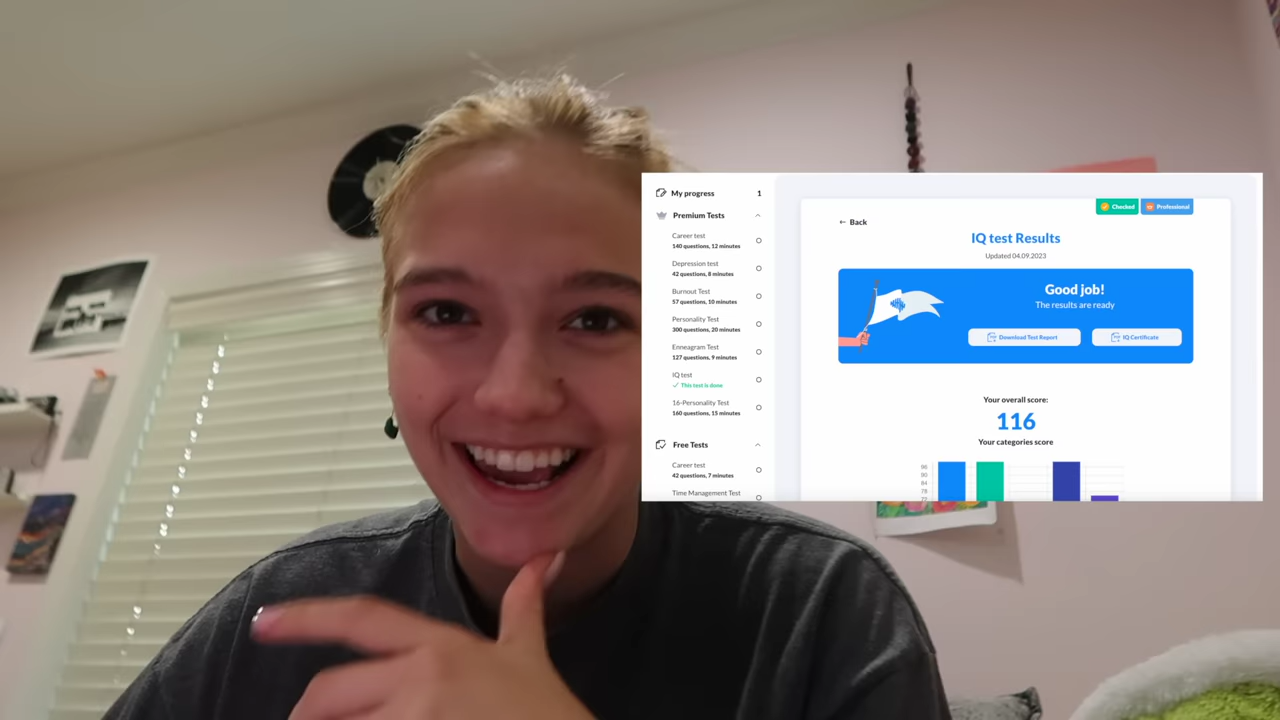 My progress 1
Premium Tests
Career test
140 questions, 12 minutes
Depression test
42 questions, 8 minutes
Burnout Test
57 questions, 10 minutes
Personality Test
300 questions, 20 minutes
Enneagram Test
127 questions, 9 minutes
IQ test
This test is done
16-Personality Test
160 questions, 15 minutes
Free Tests
Career test
42 questions, 7 minutes
Time Management Test
Checked
Professional
← Back
IQ test Results
Updated 04.09.2023
Good job!
The results are ready
Download Test Report
IQ Certificate
Your overall score:
116
Your categories score
96
90
84
78